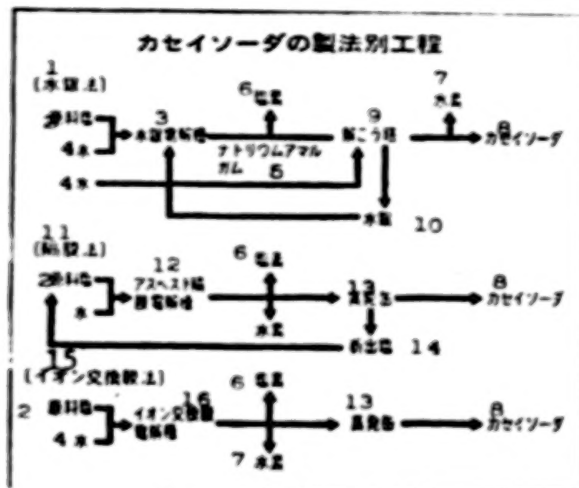 カセイソーダの製法別工程
1
(水銀法)
2 原料塩
4 水
3
水銀電解槽
6 塩素
ナトリウムアマル
ガム 5
9
解こう塔
7
水素
8
カセイソーダ
4 水
水銀 10
11
(隔膜法)
2 原料塩
水
12
アスベスト隔
膜電解槽
6 塩素
水素
13
蒸発缶
8
カセイソーダ
析出塩 14
15
(イオン交換膜法)
2 原料塩
4 水
16
イオン交換膜
電解槽
6 塩素
7 水素
13
蒸発缶
8
カセイソーダ